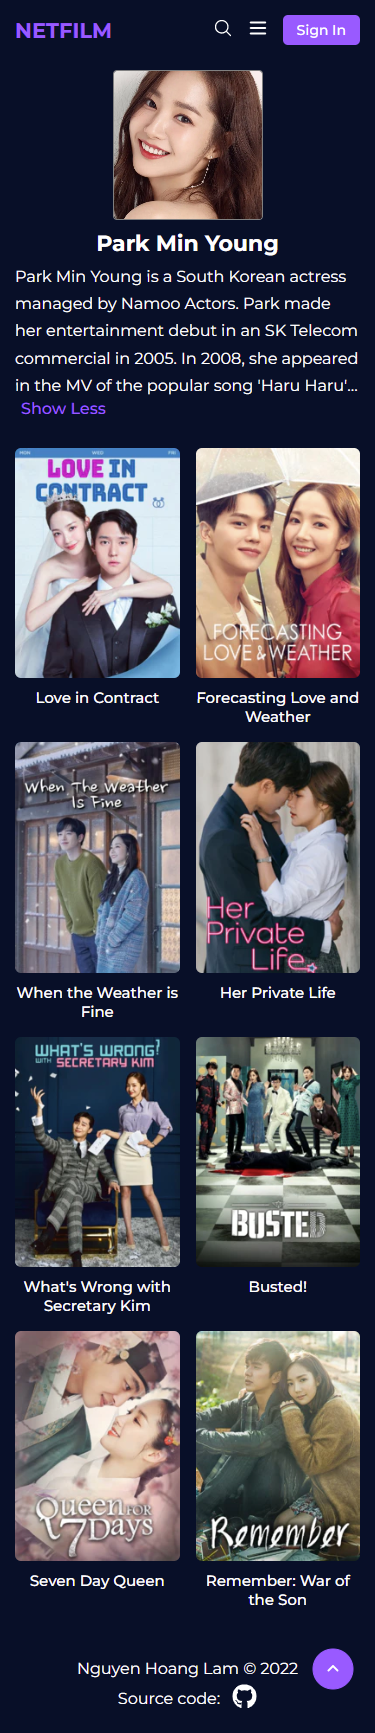 NETFILM
Sign In
Park Min Young
Park Min Young is a South Korean actress
managed by Namoo Actors. Park made
her entertainment debut in an SK Telecom
commercial in 2005. In 2008, she appeared
in the MV of the popular song 'Haru Haru'...
Show Less
MON WED FRI
LOVE IN
CONTRACT
FORECASTING
LOVE & WEATHER
Love in Contract
Forecasting Love and
Weather
When The Weather
Is Fine
Her
Private
Life
When the Weather is
Fine
Her Private Life
WHAT'S WRONG?
WITH SECRETARY KIM
BUSTED
What's Wrong with
Secretary Kim
Busted!
Queen FOR
7 Days
Remember
Seven Day Queen
Remember: War of
the Son
Nguyen Hoang Lam © 2022
Source code: